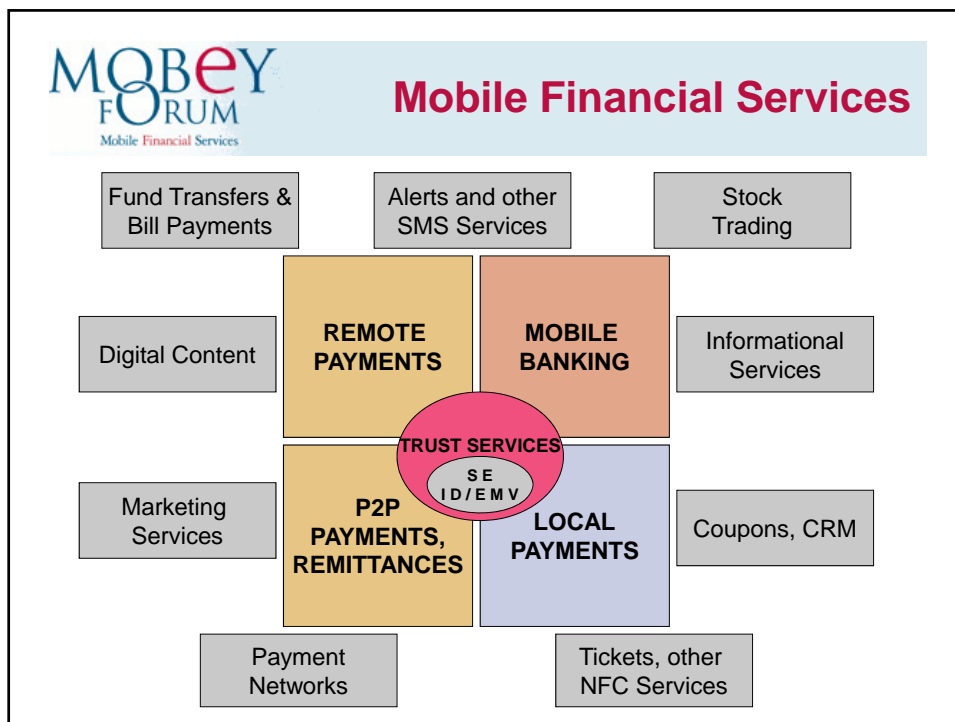 MOBEY
FORUM
Mobile Financial Services
Mobile Financial Services
Fund Transfers &
Bill Payments
Alerts and other
SMS Services
Stock
Trading
REMOTE
PAYMENTS
MOBILE
BANKING
Digital Content
Informational
Services
TRUST SERVICES
S E
I D / E M V
Marketing
Services
P2P
PAYMENTS,
REMITTANCES
LOCAL
PAYMENTS
Coupons, CRM
Payment
Networks
Tickets, other
NFC Services